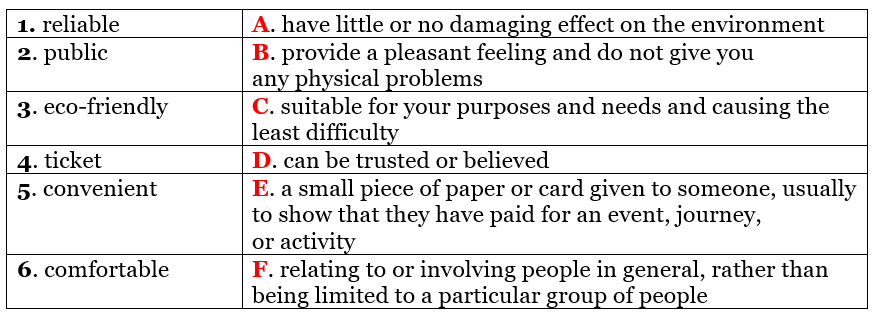 1. reliable A. have little or no damaging effect on the environment
2. public B. provide a pleasant feeling and do not give you
any physical problems
3. eco-friendly C. suitable for your purposes and needs and causing the
least difficulty
4. ticket D. can be trusted or believed
5. convenient E. a small piece of paper or card given to someone, usually
to show that they have paid for an event, journey,
or activity
6. comfortable F. relating to or involving people in general, rather than
being limited to a particular group of people